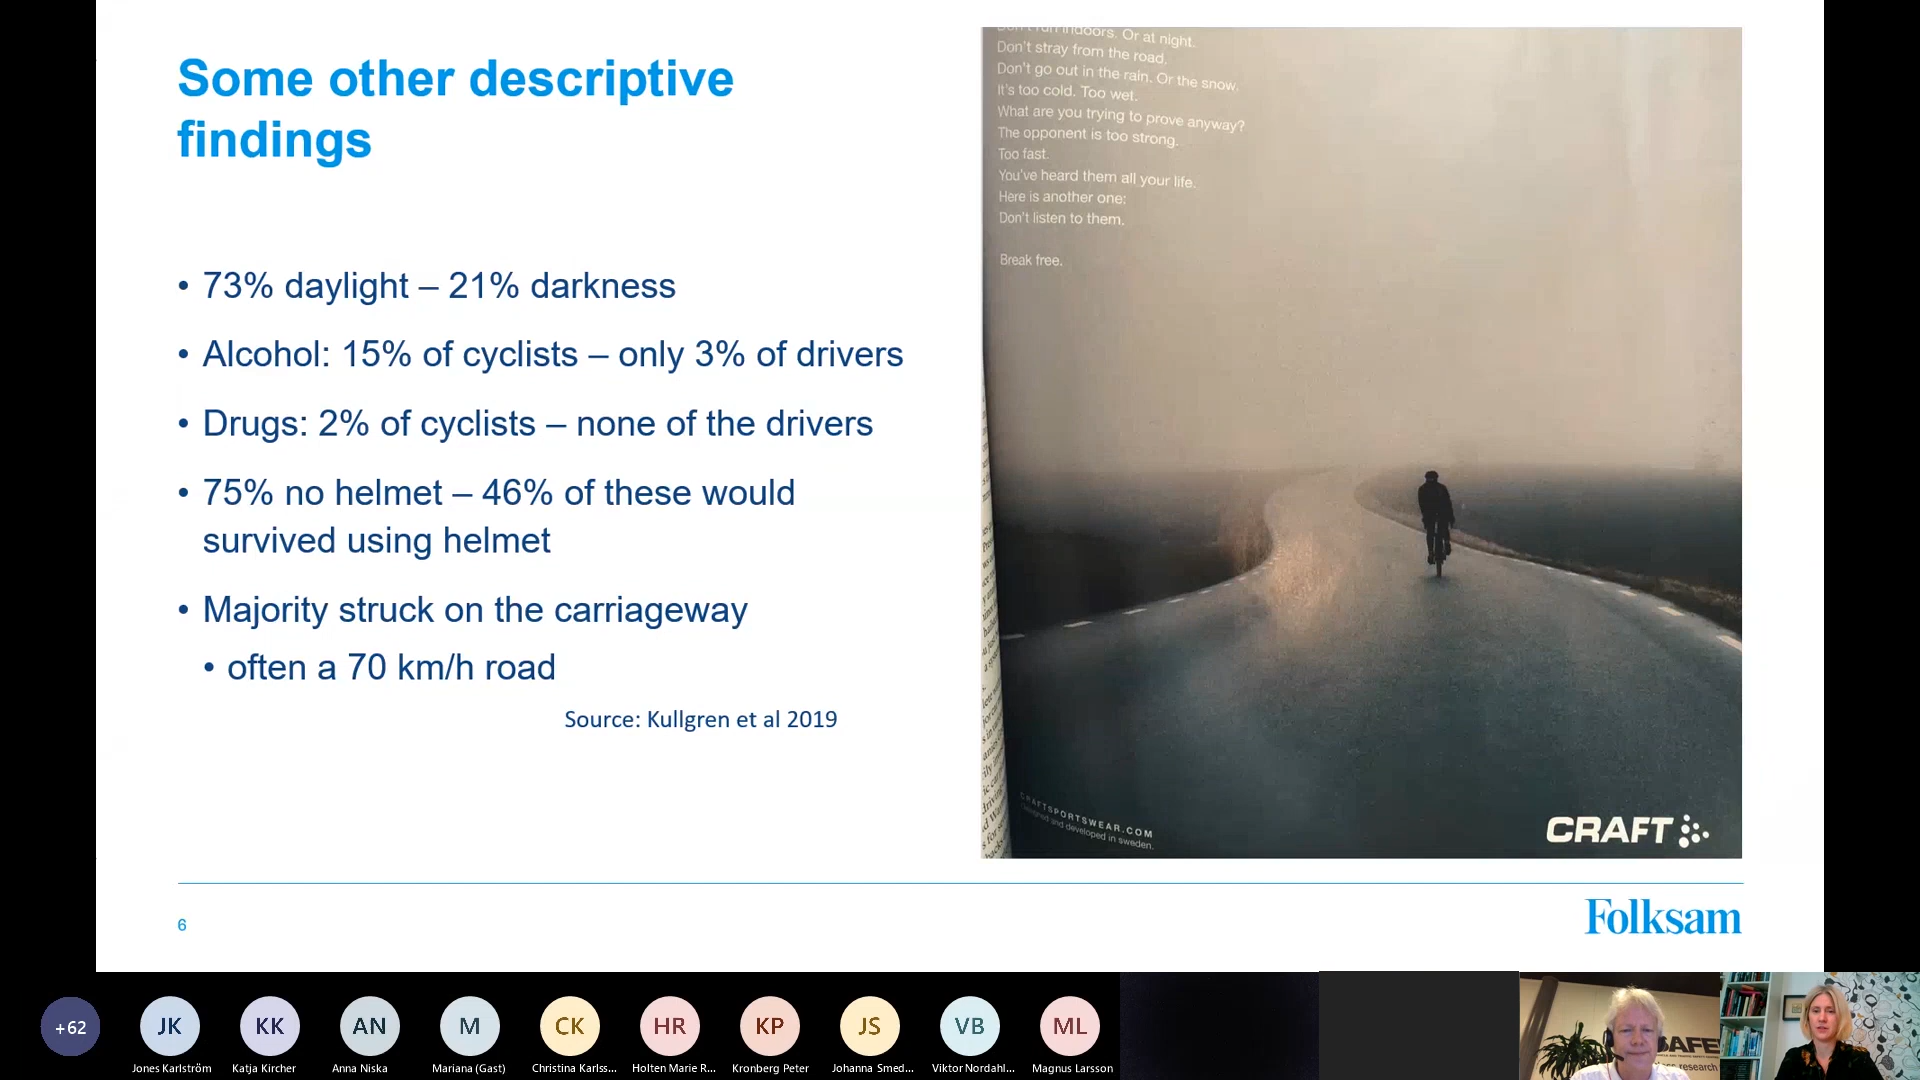 Some other descriptive
findings
• 73% daylight – 21% darkness
• Alcohol: 15% of cyclists – only 3% of drivers
• Drugs: 2% of cyclists – none of the drivers
• 75% no helmet – 46% of these would
survived using helmet
• Majority struck on the carriageway
• often a 70 km/h road
Source: Kullgren et al 2019
Don't run indoors. Or at night.
Don't stray from the road.
Don't go out in the rain. Or the snow.
It's too cold. Too wet.
What are you trying to prove anyway?
The opponent is too strong.
Too fast.
You've heard them all your life.
Here is another one:
Don't listen to them.
Break free.
CRAFTSPORTSWEAR.COM
Designed and developed in sweden.
CRAFT
6
Folksam
+62
JK
KK
AN
M
CK
HR
KP
JS
VB
ML
Jones Karlström
Katja Kircher
Anna Niska
Mariana (Gast)
Christina Karlss...
Holten Marie R...
Kronberg Peter
Johanna Smed...
Viktor Nordahl...
Magnus Larsson
SAFE
research